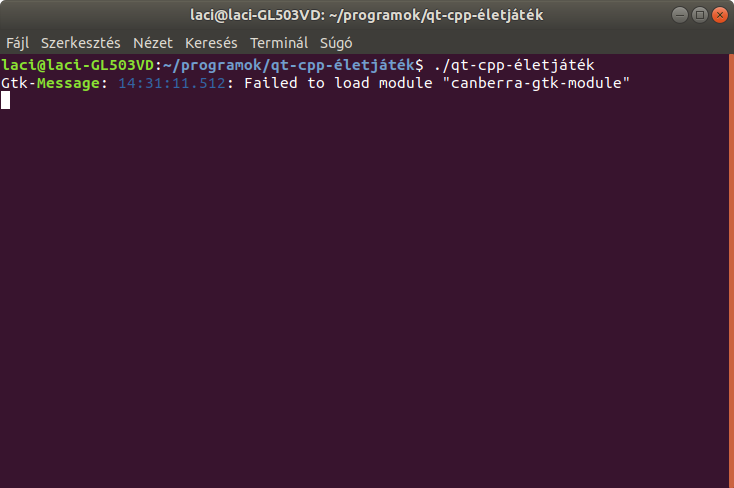 laci@laci-GL503VD: ~/programok/qt-cpp-életjáték
Fájl Szerkesztés Nézet Keresés Terminál Súgó
laci@laci-GL503VD:~/programok/qt-cpp-életjáték$ ./qt-cpp-életjáték
Gtk-Message: 14:31:11.512: Failed to load module "canberra-gtk-module"